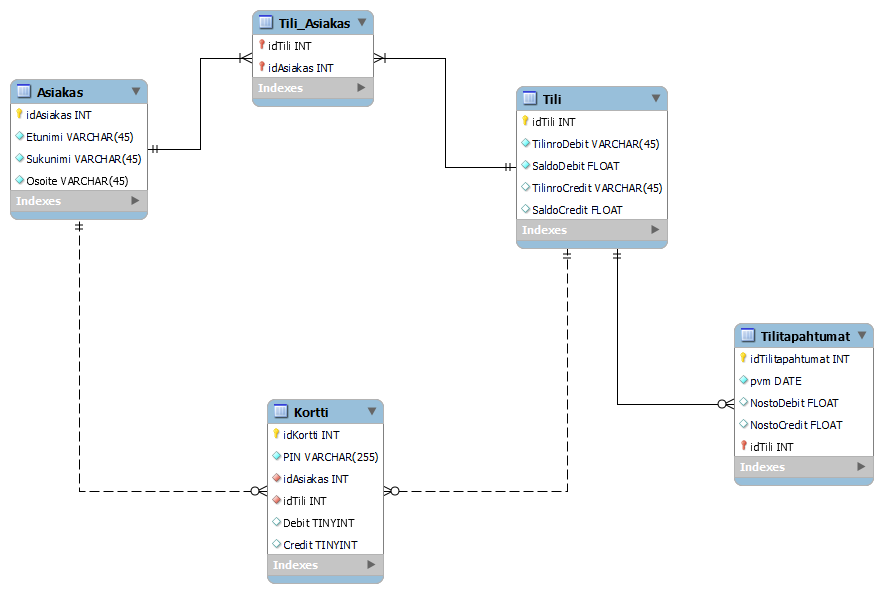 Tili_Asiakas
idTili INT
idAsiakas INT
Indexes
Asiakas
idAsiakas INT
Etunimi VARCHAR(45)
Sukunimi VARCHAR(45)
Osoite VARCHAR(45)
Indexes
Tili
idTili INT
TilinroDebit VARCHAR(45)
SaldoDebit FLOAT
TilinroCredit VARCHAR(45)
SaldoCredit FLOAT
Indexes
Tilitapahtumat
idTilitapahtumat INT
pvm DATE
NostoDebit FLOAT
NostoCredit FLOAT
idTili INT
Indexes
Kortti
idKortti INT
PIN VARCHAR(255)
idAsiakas INT
idTili INT
Debit TINYINT
Credit TINYINT
Indexes